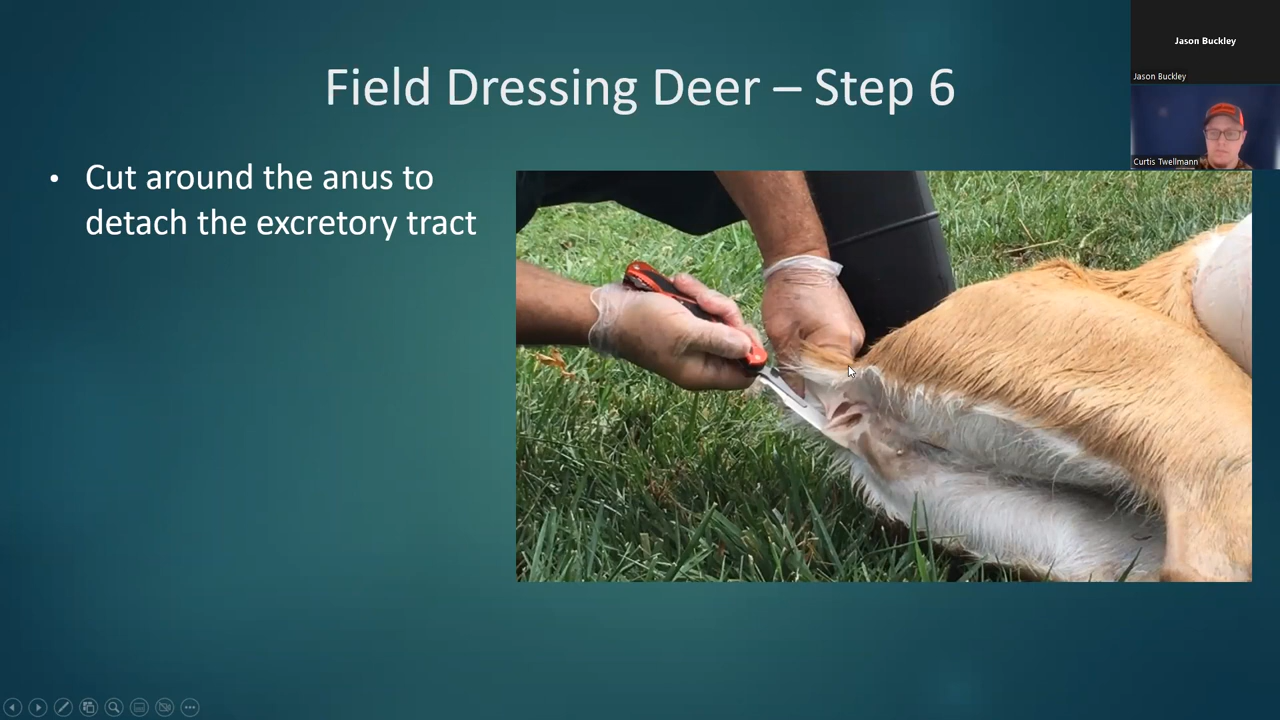 Field Dressing Deer – Step 6
• Cut around the anus to
detach the excretory tract
Jason Buckley
Jason Buckley
Curtis Twellmann